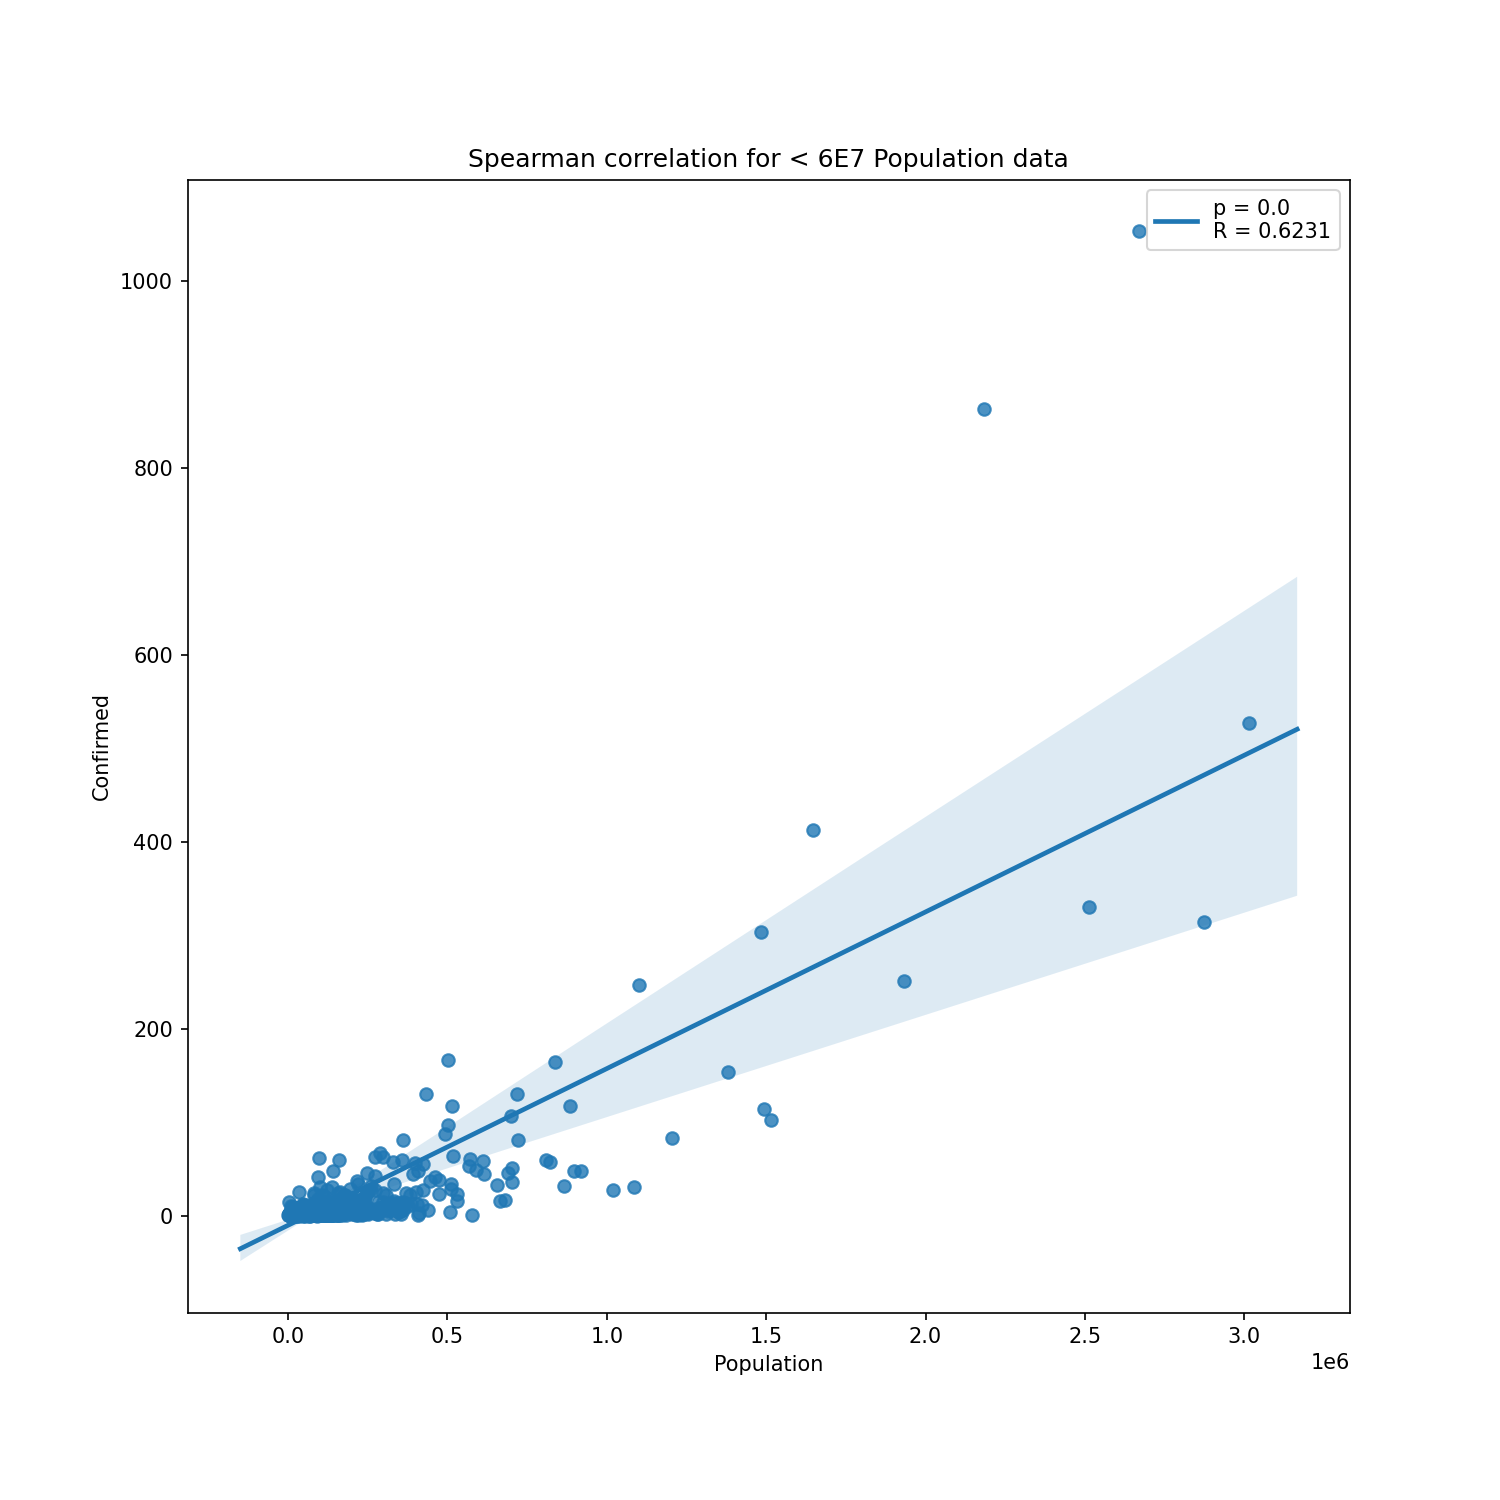 Spearman correlation for < 6E7 Population data
p = 0.0
R = 0.6231
1000
800
600
400
200
0
Confirmed
0.0 0.5 1.0 1.5 2.0 2.5 3.0
1e6
Population